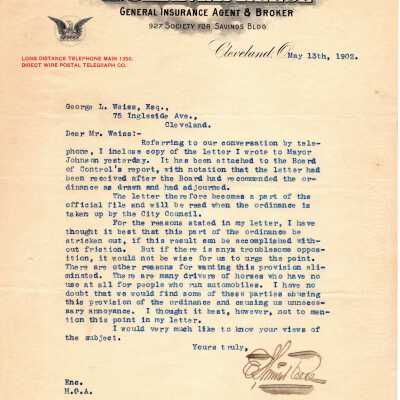 GENERAL INSURANCE AGENT & BROKER
927 SOCIETY FOR SAVINGS BLDG.
LONG DISTANCE TELEPHONE MAIN 1350.
DIRECT WIRE POSTAL TELEGRAPH CO.
Cleveland, O. May 13th, 1902.
George L. Weiss, Esq.,
75 Ingleside Ave.,
Cleveland.
Dear Mr. Weiss:-
Referring to our conversation by tele-
phone, I inclose copy of the letter I wrote to Mayor
Johnson yesterday. It has been attached to the Board
of Control's report, with notation that the letter had
been received after the Board had recommended the or-
dinance as drawn and had adjourned.
The letter therefore becomes a part of the
official file and will be read when the ordinance is
taken up by the City Council.
For the reasons stated in my letter, I have
thought it best that this part of the ordinance be
stricken out, if this result can be accomplished with-
out friction. But if there is anyx troublesome oppo-
ition, it would not be wise for us to urge the point.
There are other reasons for wanting this provision eli-
minated. There are many drivers of horses who have no
use at all for people who run automobiles. I have no
doubt that we would find some of these parties abusing
this provision of the ordinance and causing us unneces-
sary annoyance. I thought it best, however, not to men-
tion this point in my letter.
I would very much like to know your views of
the subject.
Yours truly,
Enc.